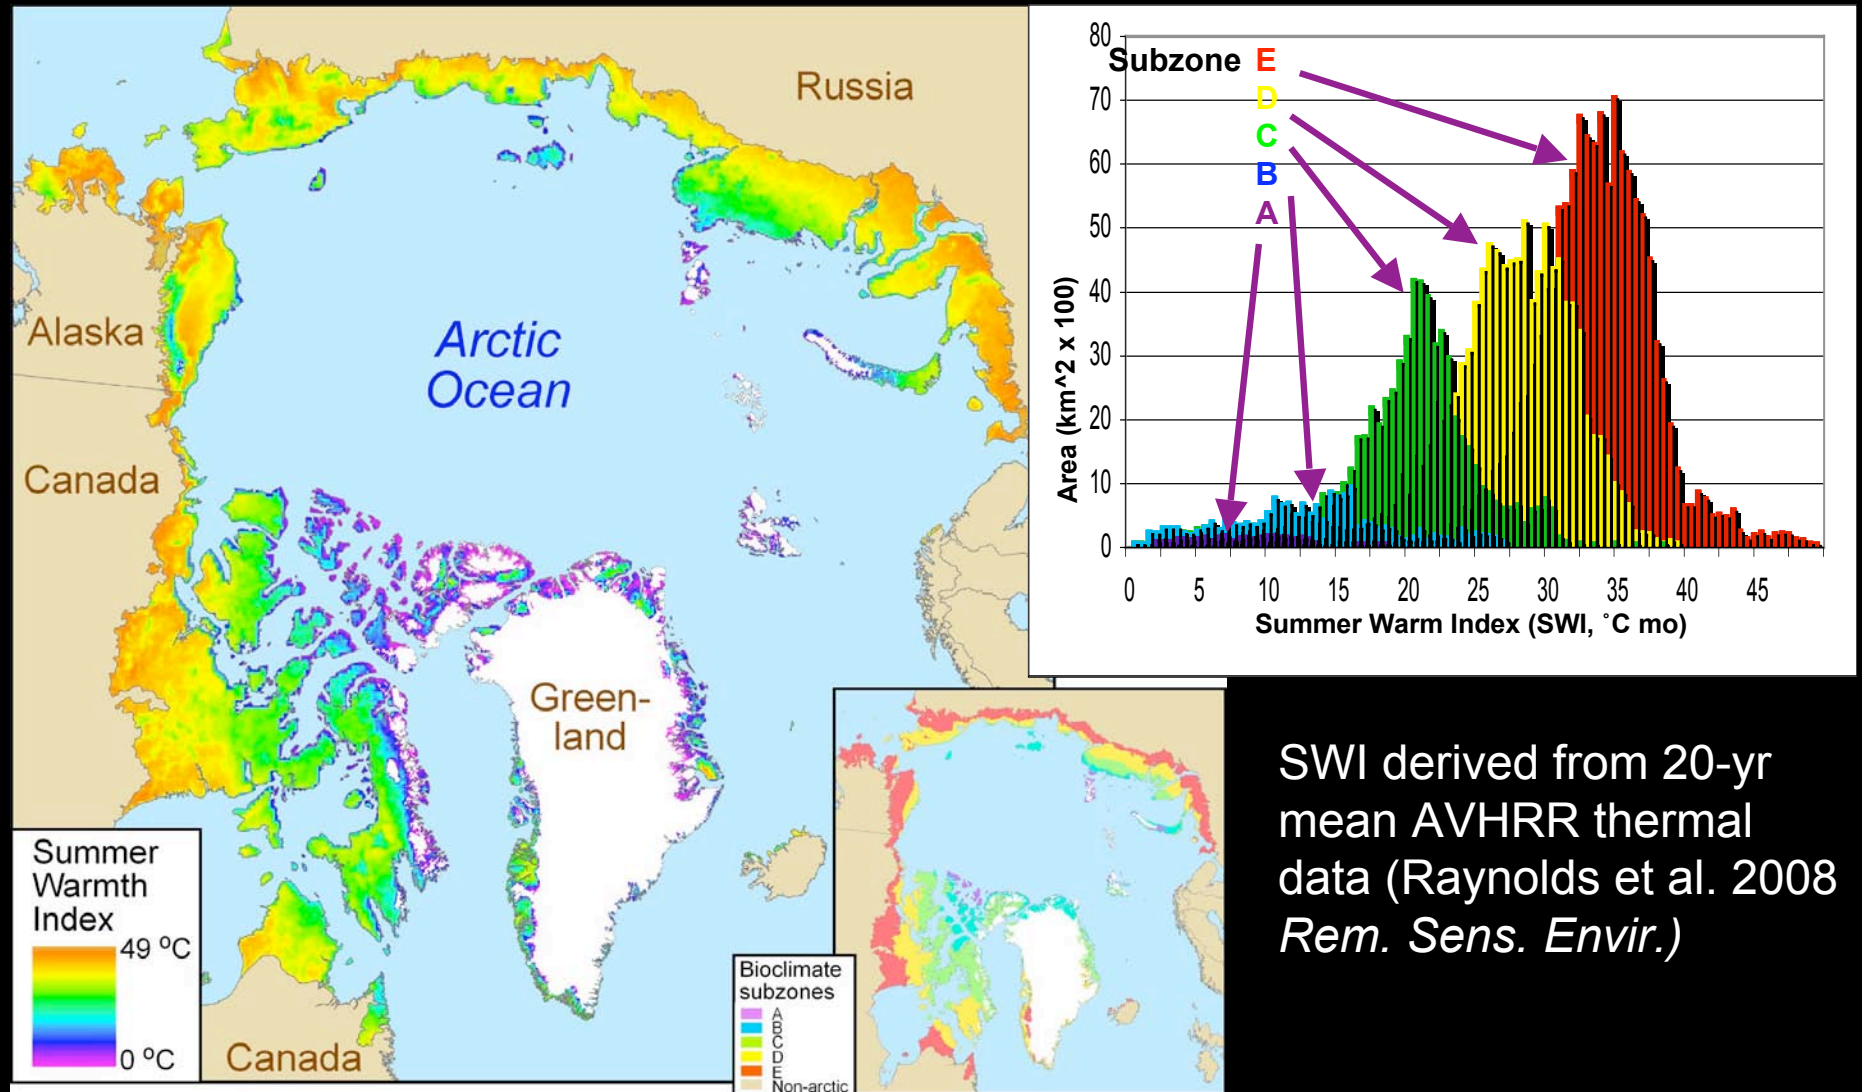 Russia
Alaska
Arctic
Ocean
Canada
Green-
land
Canada
Summer
Warmth
Index
49 ºC
0 ºC
Bioclimate
subzones
A
B
C
D
E
Non-arctic
Subzone E
D
C
B
A
80
70
60
50
40
30
20
10
0
Area (km^2 x 100)
0 5 10 15 20 25 30 35 40 45
Summer Warm Index (SWI, ˚C mo)
SWI derived from 20-yr
mean AVHRR thermal
data (Raynolds et al. 2008
Rem. Sens. Envir.)